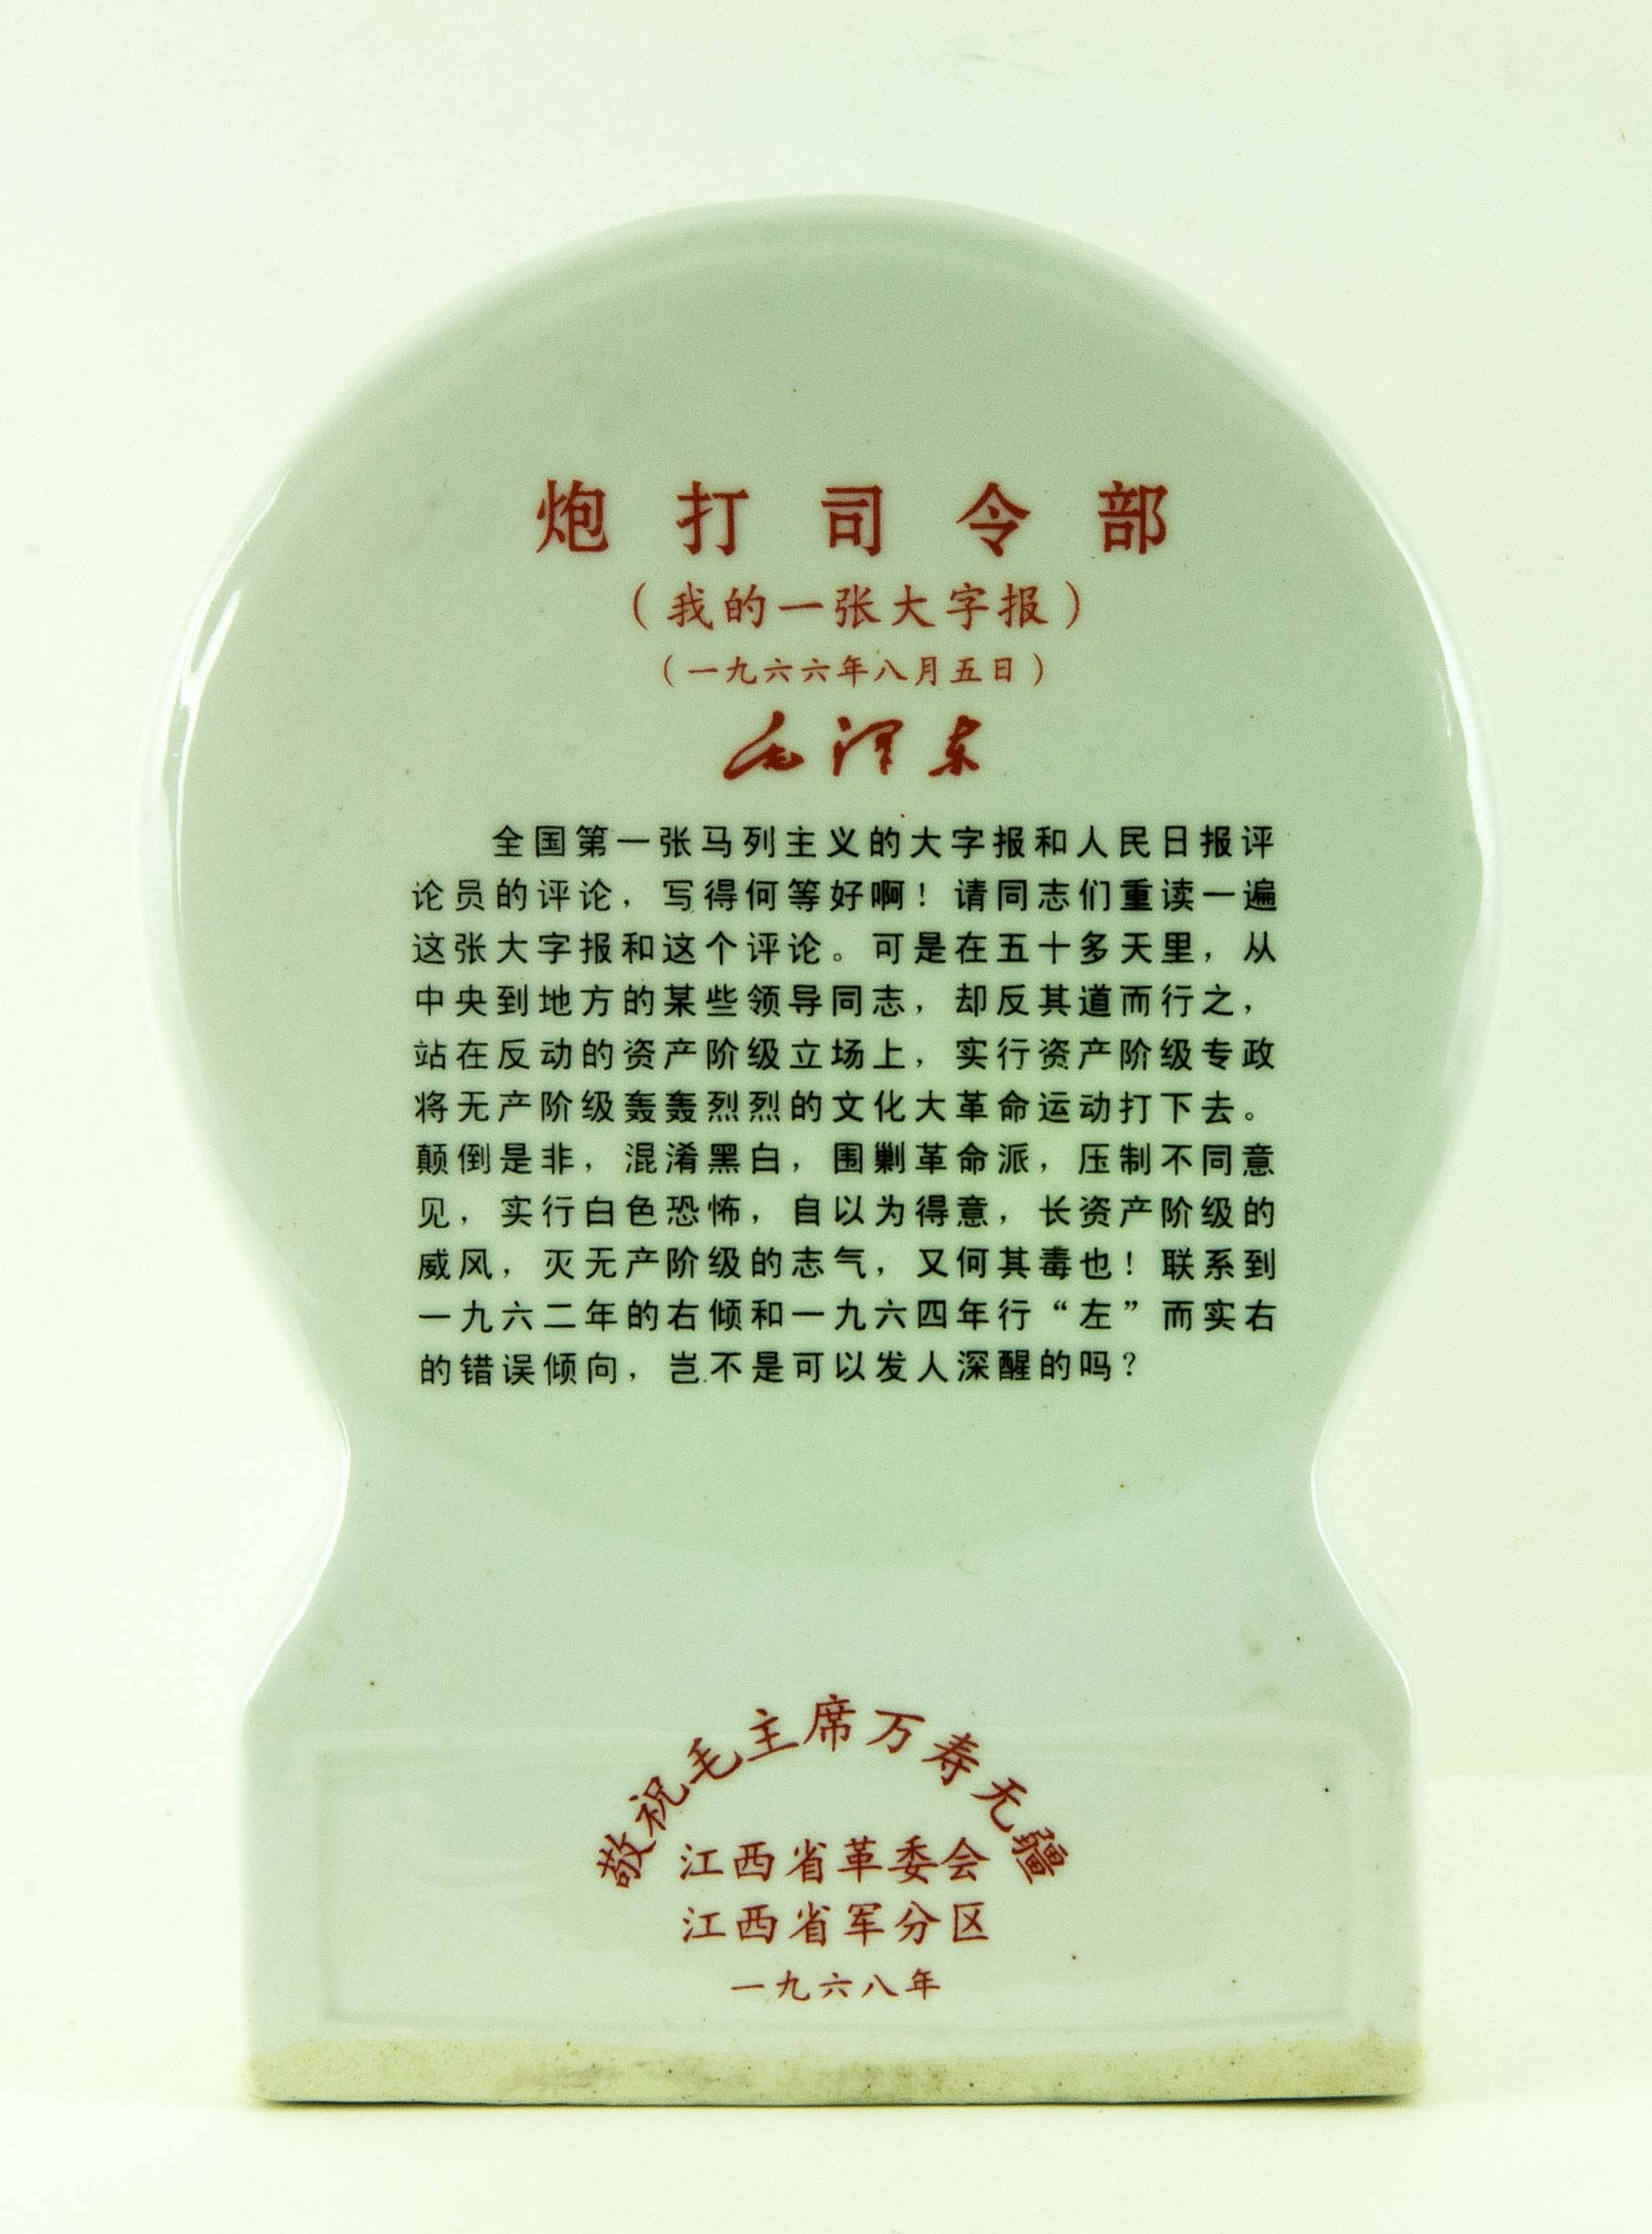 炮打司令部
（我的一张大字报）
（一九六六年八月五日）
毛泽东
全国第一张马列主义的大字报和人民日报评
论员的评论，写得何等好啊！请同志们重读一遍
这张大字报和这个评论。可是在五十多天里，从
中央到地方的某些领导同志，却反其道而行之，
站在反动的资产阶级立场上，实行资产阶级专政
将无产阶级轰轰烈烈的文化大革命运动打下去。
颠倒是非，混淆黑白，围剿革命派，压制不同意
见，实行白色恐怖，自以为得意，长资产阶级的
威风，灭无产阶级的志气，又何其毒也！联系到
一九六二年的右倾和一九六四年行“左”而实右
的错误倾向，岂不是可以发人深醒的吗？
敬祝毛主席万寿无疆
江西省革委会
江西省军分区
一九六八年